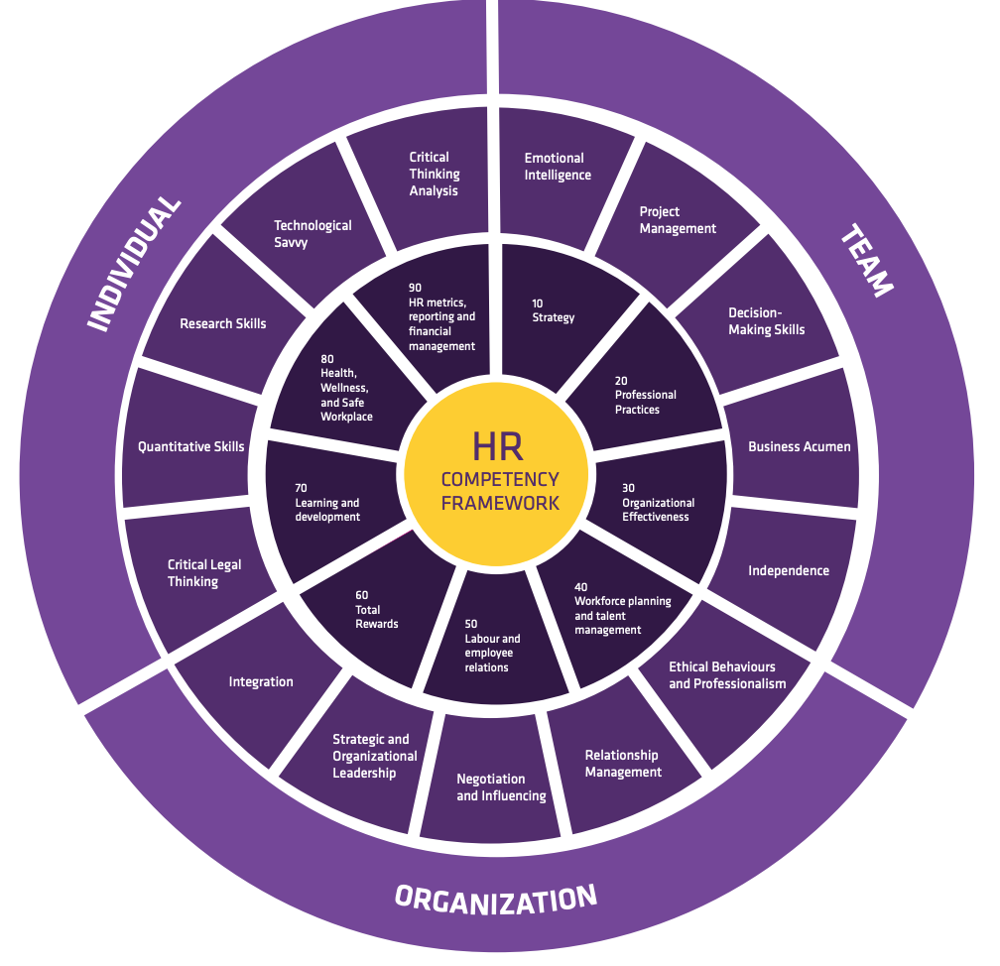 INDIVIDUAL
TEAM
ORGANIZATION
Critical
Thinking
Analysis
Emotional
Intelligence
Project
Management
Decision-
Making Skills
Business Acumen
Independence
Ethical Behaviours
and Professionalism
Relationship
Management
Negotiation
and Influencing
Strategic and
Organizational
Leadership
Integration
Critical Legal
Thinking
Quantitative Skills
Research Skills
Technological
Savvy
10
Strategy
20
Professional
Practices
30
Organizational
Effectiveness
40
Workforce planning
and talent
management
50
Labour and
employee
relations
60
Total
Rewards
70
Learning and
development
80
Health,
Wellness,
and Safe
Workplace
90
HR metrics,
reporting and
financial
management
HR
COMPETENCY
FRAMEWORK